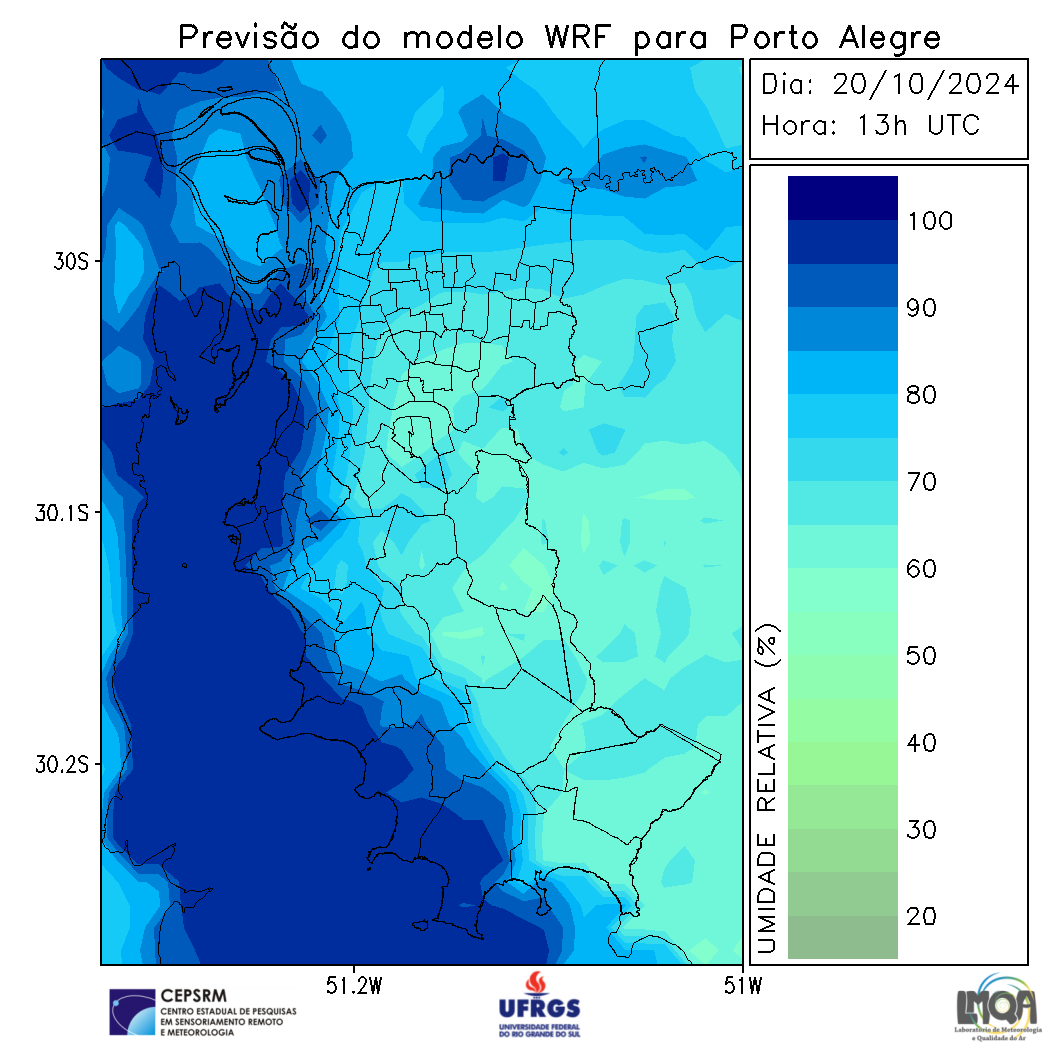 Previsão do modelo WRF para Porto Alegre
Dia: 20/10/2024
Hora: 13h UTC
100
90
80
70
60
50
40
30
20
UMIDADE RELATIVA (%)
30S
30.1S
30.2S
51.2W
51W
CEPSRM
CENTRO ESTADUAL DE PESQUISAS
EM SENSORIAMENTO REMOTO
E METEOROLOGIA
UFRGS
UNIVERSIDADE FEDERAL
DO RIO GRANDE DO SUL
LMQA
Laboratório de Meteorologia
e Qualidade do Ar